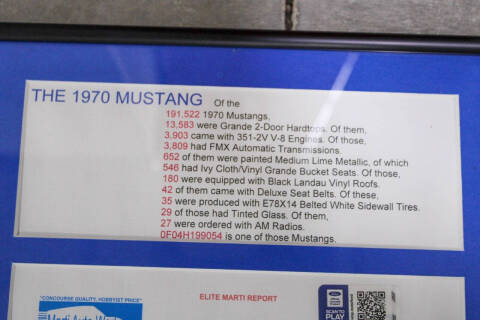 THE 1970 MUSTANG Of the
191,522 1970 Mustangs,
13,583 were Grande 2-Door Hardtops. Of them,
3,903 came with 351-2V V-8 Engines. Of those,
3,809 had FMX Automatic Transmissions.
652 of them were painted Medium Lime Metallic, of which
546 had Ivy Cloth/Vinyl Grande Bucket Seats. Of those,
180 were equipped with Black Landau Vinyl Roofs.
42 of them came with Deluxe Seat Belts. Of these,
35 were produced with E78X14 Belted White Sidewall Tires.
29 of those had Tinted Glass. Of them,
27 were ordered with AM Radios.
0F04H199054 is one of those Mustangs.
"CONCOURSE QUALITY, HOBBYIST PRICE"
ELITE MARTI REPORT
Marti Auto
SCAN TO
PLAY